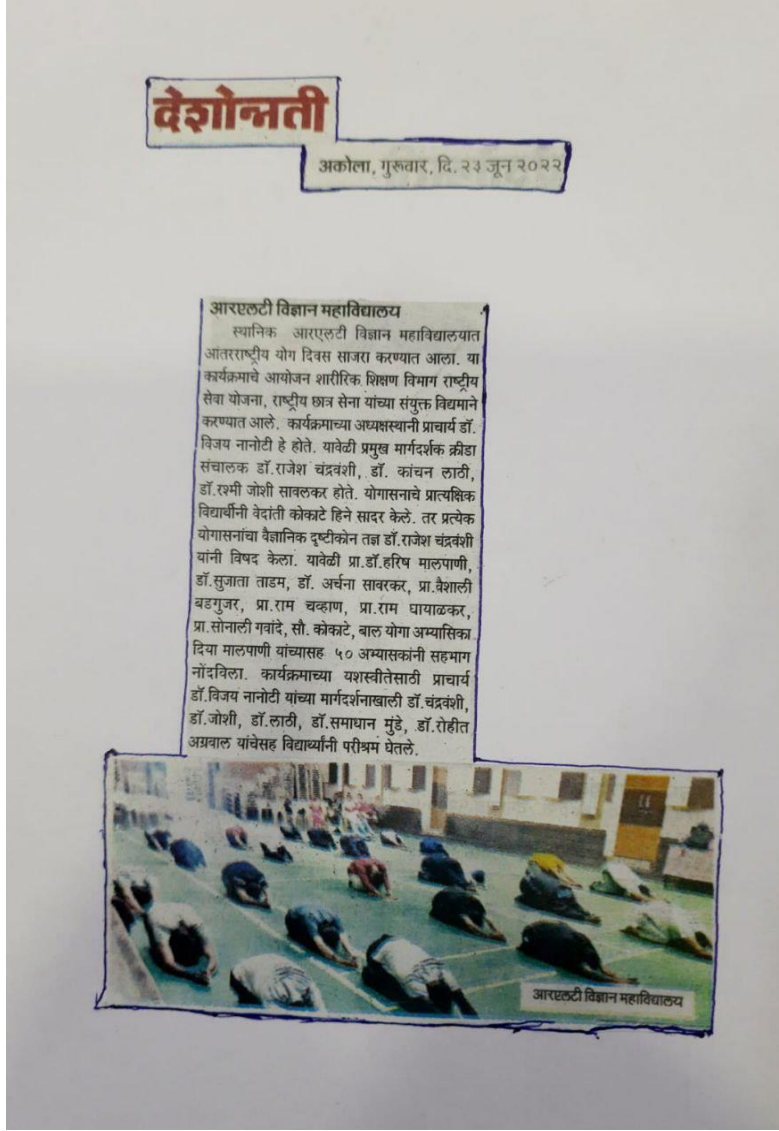 देशोन्नती
अकोला, गुरूवार, दि. २३ जून २०२२
आरएलटी विज्ञान महाविद्यालय
स्थानिक आरएलटी विज्ञान महाविद्यालयात
आंतरराष्ट्रीय योग दिवस साजरा करण्यात आला. या
कार्यक्रमाचे आयोजन शारीरिक शिक्षण विभाग राष्ट्रीय
सेवा योजना, राष्ट्रीय छात्र सेना यांच्या संयुक्त विद्यमाने
करण्यात आले. कार्यक्रमाच्या अध्यक्षस्थानी प्राचार्य डॉ.
विजय नानोटी हे होते. यावेळी प्रमुख मार्गदर्शक क्रीडा
संचालक डॉ.राजेश चंद्रवंशी, डॉ. कांचन लाठी,
डॉ.रश्मी जोशी सावलकर होते. योगासनाचे प्रात्यक्षिक
विद्यार्थीनी वेदांती कोकाटे हिने सादर केले. तर प्रत्येक
योगासनांचा वैज्ञानिक दृष्टीकोन तज्ञ डॉ.राजेश चंद्रवंशी
यांनी विषद केला. यावेळी प्रा.डॉ.हरिष मालपाणी,
डॉ.सुजाता ताडम, डॉ. अर्चना सावरकर, प्रा.वैशाली
बडगुजर, प्रा.राम चव्हाण, प्रा.राम घायाळकर,
प्रा.सोनाली गवांदे, सौ. कोकाटे, बाल योगा अभ्यासिका
दिया मालपाणी यांच्यासह ५० अभ्यासकांनी सहभाग
नोंदविला. कार्यक्रमाच्या यशस्वीतेसाठी प्राचार्य
डॉ.विजय नानोटी यांच्या मार्गदर्शनाखाली डॉ.चंद्रवंशी,
डॉ.जोशी, डॉ.लाठी, डॉ.समाधान मुंडे, डॉ.रोहीत
अग्रवाल यांचेसह विद्यार्थ्यांनी परीश्रम घेतले.
आरएलटी विज्ञान महाविद्यालय